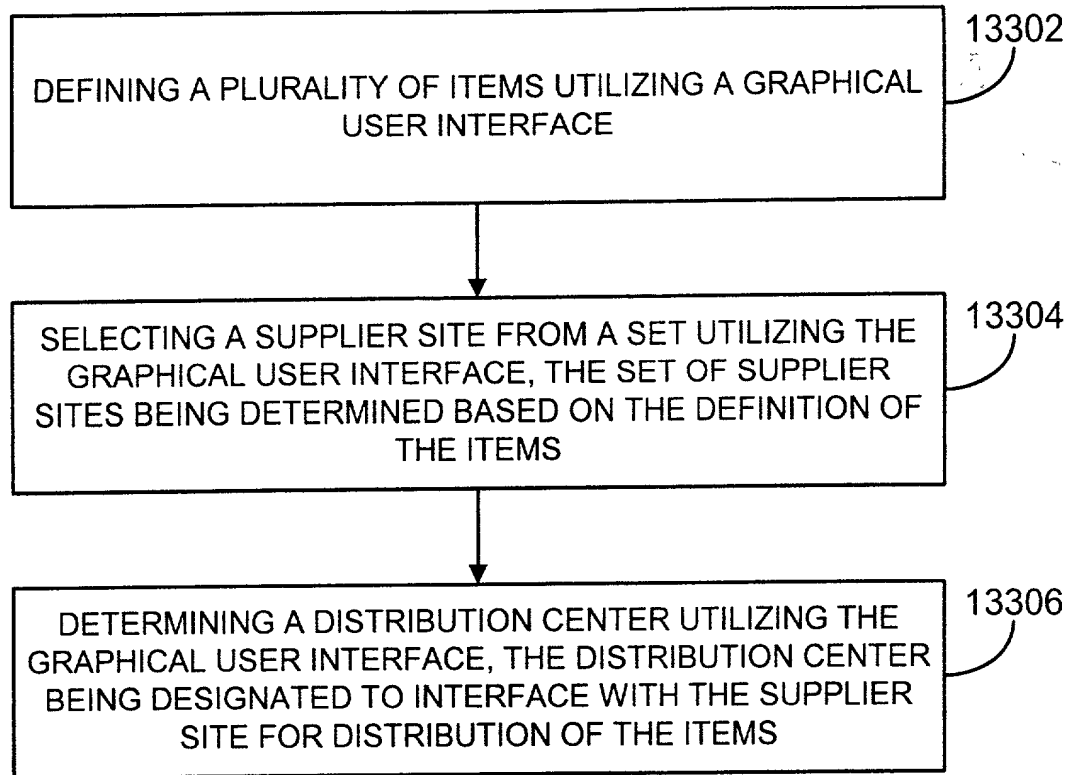 13302
DEFINING A PLURALITY OF ITEMS UTILIZING A GRAPHICAL
USER INTERFACE
13304
SELECTING A SUPPLIER SITE FROM A SET UTILIZING THE
GRAPHICAL USER INTERFACE, THE SET OF SUPPLIER
SITES BEING DETERMINED BASED ON THE DEFINITION OF
THE ITEMS
13306
DETERMINING A DISTRIBUTION CENTER UTILIZING THE
GRAPHICAL USER INTERFACE, THE DISTRIBUTION CENTER
BEING DESIGNATED TO INTERFACE WITH THE SUPPLIER
SITE FOR DISTRIBUTION OF THE ITEMS